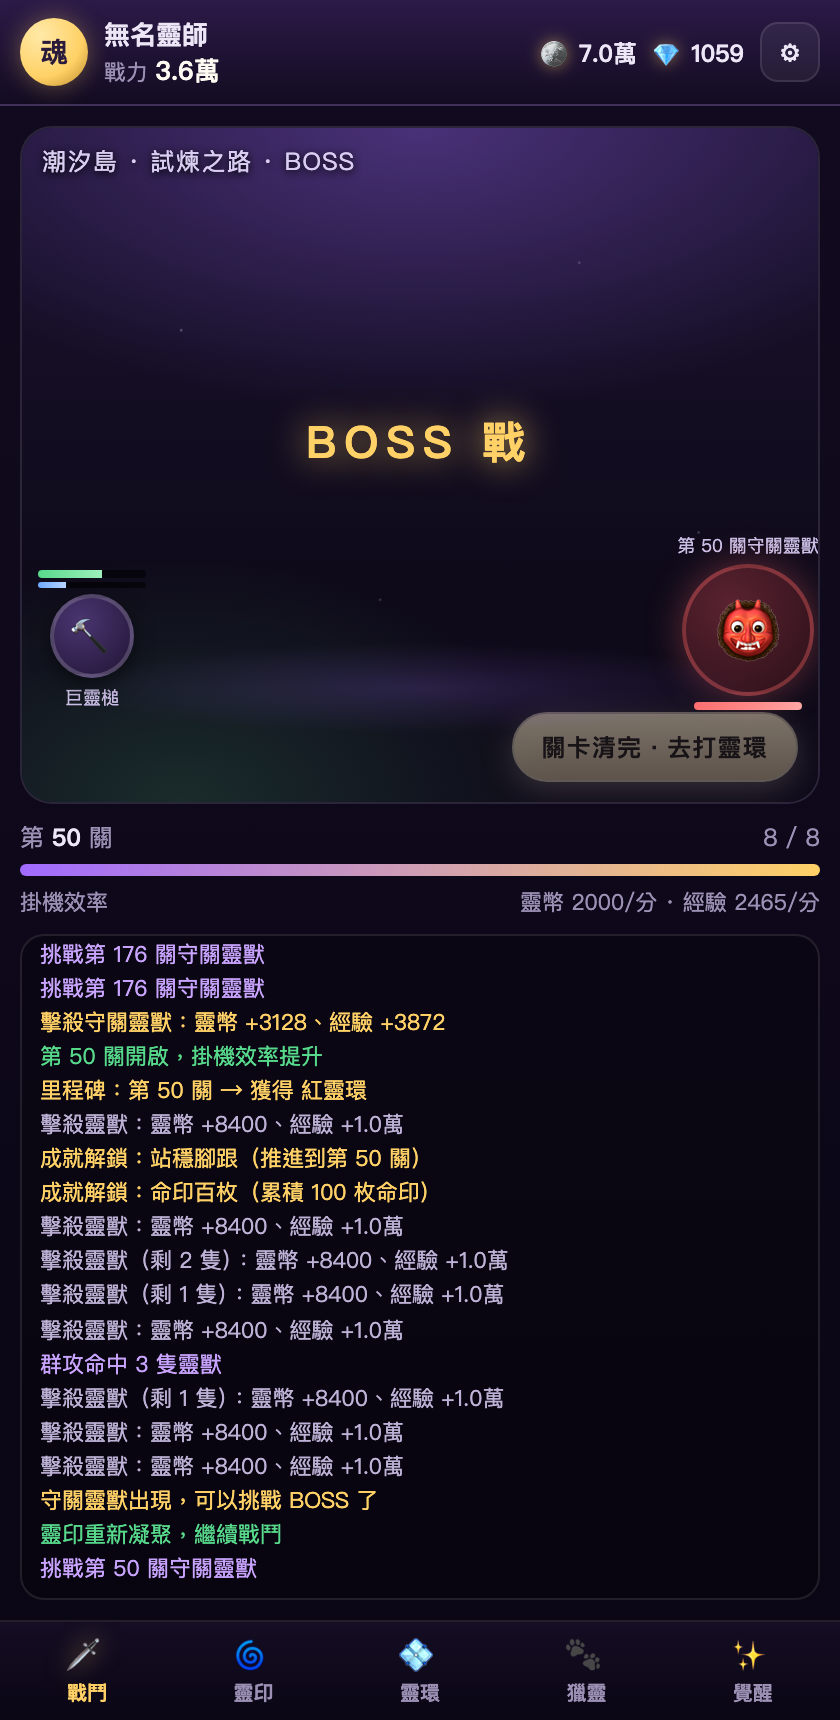 魂
無名靈師
戰力 3.6萬
7.0萬
1059
潮汐島 · 試煉之路 · BOSS
BOSS 戰
第 50 關守關靈獸
巨靈槌
關卡清完 · 去打靈環
第 50 關
8 / 8
掛機效率
靈幣 2000/分 · 經驗 2465/分
挑戰第 176 關守關靈獸
挑戰第 176 關守關靈獸
擊殺守關靈獸：靈幣 +3128、經驗 +3872
第 50 關開啟，掛機效率提升
里程碑：第 50 關 → 獲得 紅靈環
擊殺靈獸：靈幣 +8400、經驗 +1.0萬
成就解鎖：站穩腳跟（推進到第 50 關）
成就解鎖：命印百枚（累積 100 枚命印）
擊殺靈獸：靈幣 +8400、經驗 +1.0萬
擊殺靈獸（剩 2 隻）：靈幣 +8400、經驗 +1.0萬
擊殺靈獸（剩 1 隻）：靈幣 +8400、經驗 +1.0萬
擊殺靈獸：靈幣 +8400、經驗 +1.0萬
群攻命中 3 隻靈獸
擊殺靈獸（剩 1 隻）：靈幣 +8400、經驗 +1.0萬
擊殺靈獸：靈幣 +8400、經驗 +1.0萬
擊殺靈獸：靈幣 +8400、經驗 +1.0萬
守關靈獸出現，可以挑戰 BOSS 了
靈印重新凝聚，繼續戰鬥
挑戰第 50 關守關靈獸
戰鬥
靈印
靈環
獵靈
覺醒